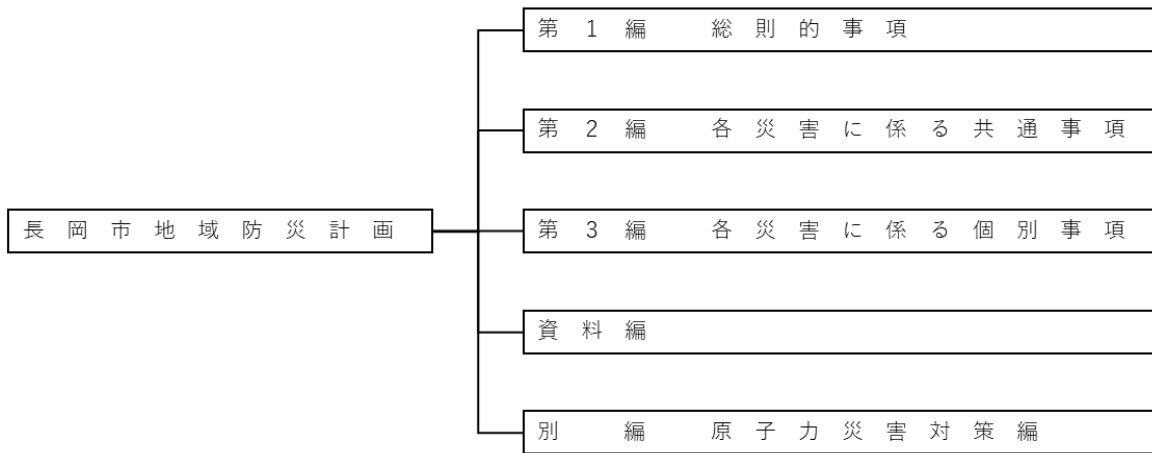 第1編　総則的事項
第2編　各災害に係る共通事項
長岡市地域防災計画
第3編　各災害に係る個別事項
資料編
別　編　原子力災害対策編